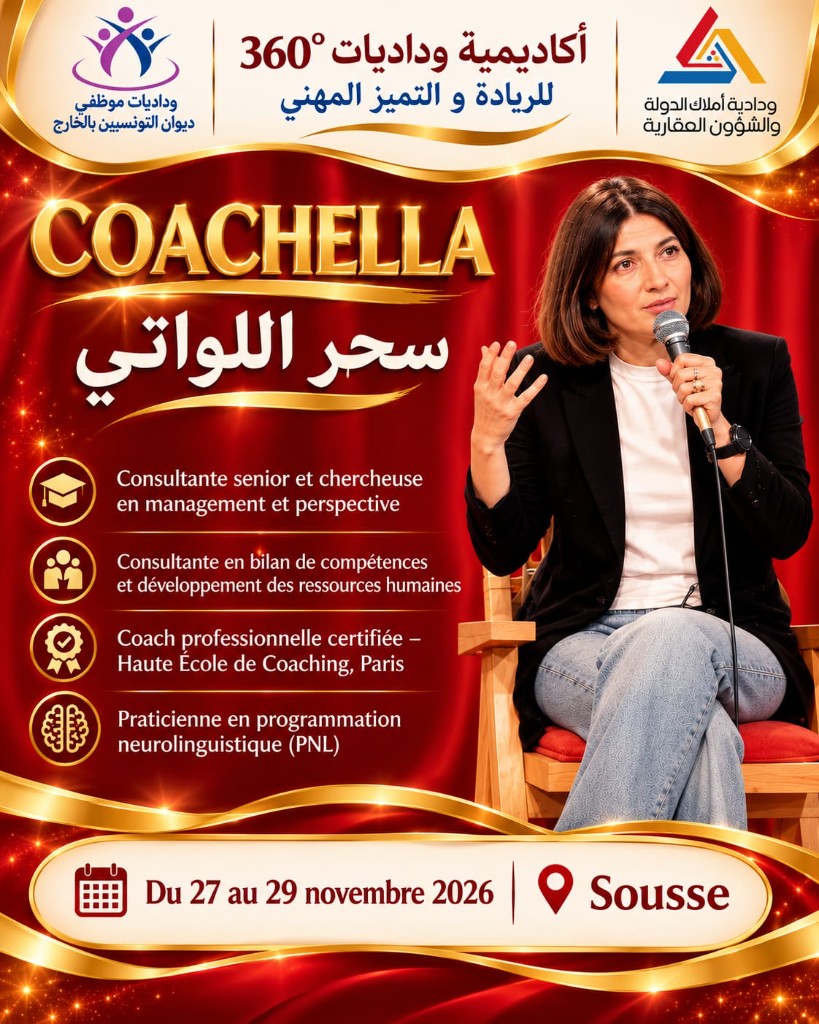 وداديات موظفي
ديوان التونسيين بالخارج
أكاديمية وداديات 360°
للريادة و التميز المهني
ودادية أملاك الدولة
والشؤون العقارية
COACHELLA
سحر اللواتي
Consultante senior et chercheuse
en management et perspective
Consultante en bilan de compétences
et développement des ressources humaines
Coach professionnelle certifiée –
Haute École de Coaching, Paris
Praticienne en programmation
neurolinguistique (PNL)
Du 27 au 29 novembre 2026
Sousse